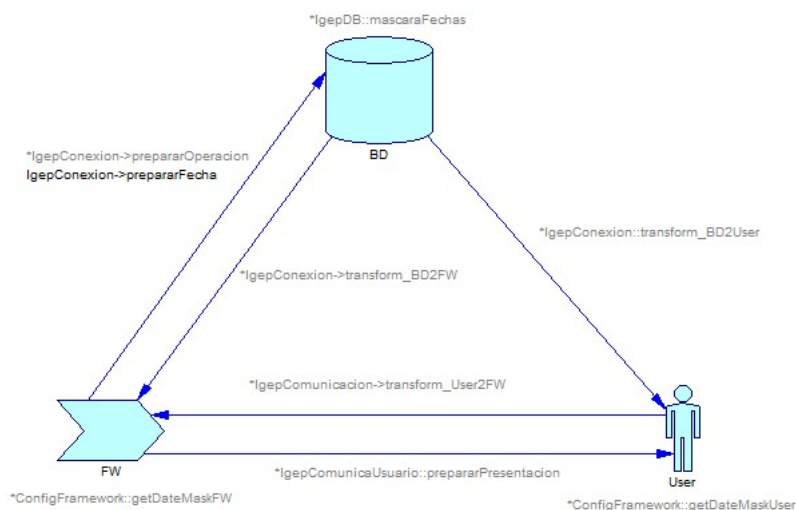 *IgepDB::mascaraFechas
*IgepConexion->prepararOperacion
IgepConexion->prepararFecha
BD
*IgepConexion::transform_BD2User
*IgepConexion->transform_BD2FW
*IgepComunicacion->transform_User2FW
FW
*IgepComunicaUsuario::prepararPresentacion
User
*ConfigFramework::getDateMaskFW
*ConfigFramework::getDateMaskUser